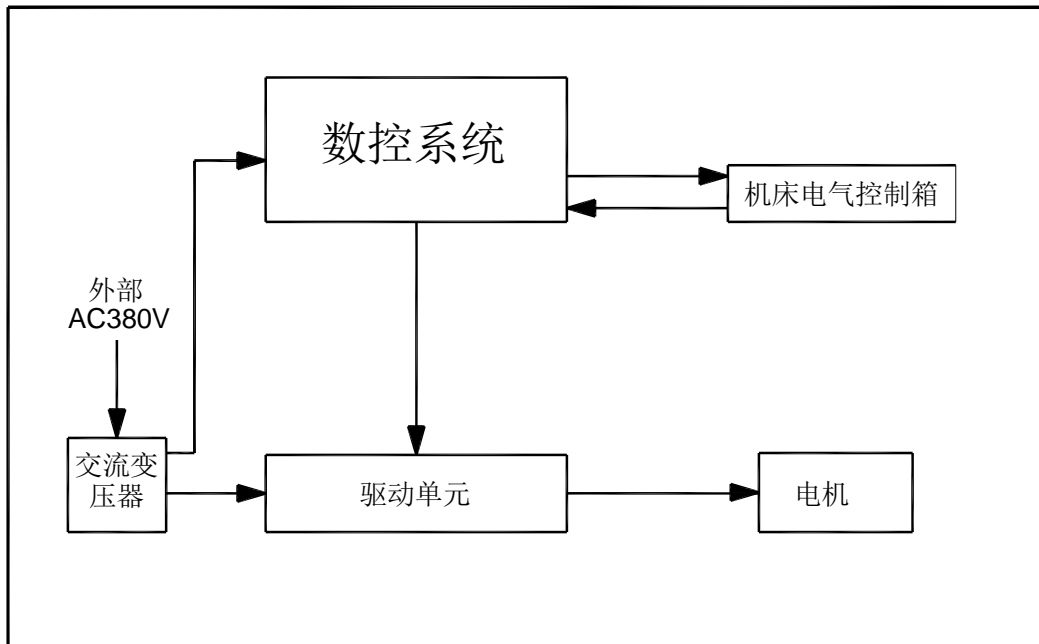 数控系统
机床电气控制箱
外部
AC380V
交流变
压器
驱动单元
电机